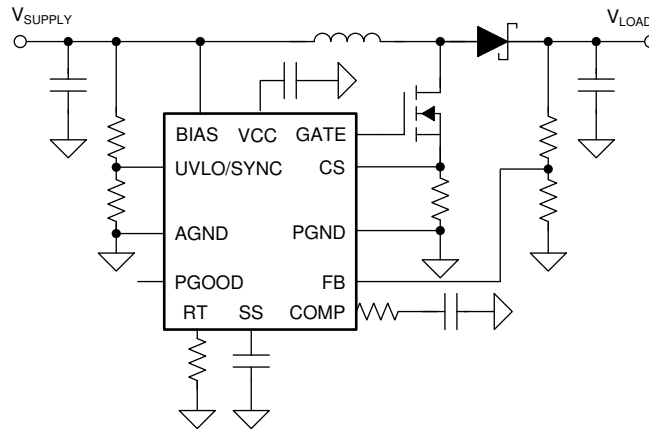 VSUPPLY
VLOAD
BIAS
VCC
GATE
UVLO/SYNC
CS
AGND
PGND
PGOOD
FB
RT
SS
COMP